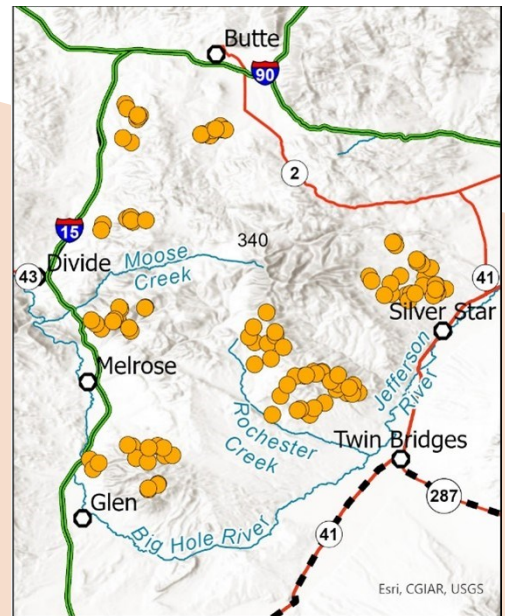 Butte
90
2
15
340
Moose
Creek
43
Divide
41
Silver Star
Melrose
Jefferson
River
Rochester
Creek
Twin Bridges
287
Glen
Big Hole River
41
Esri, CGIAR, USGS